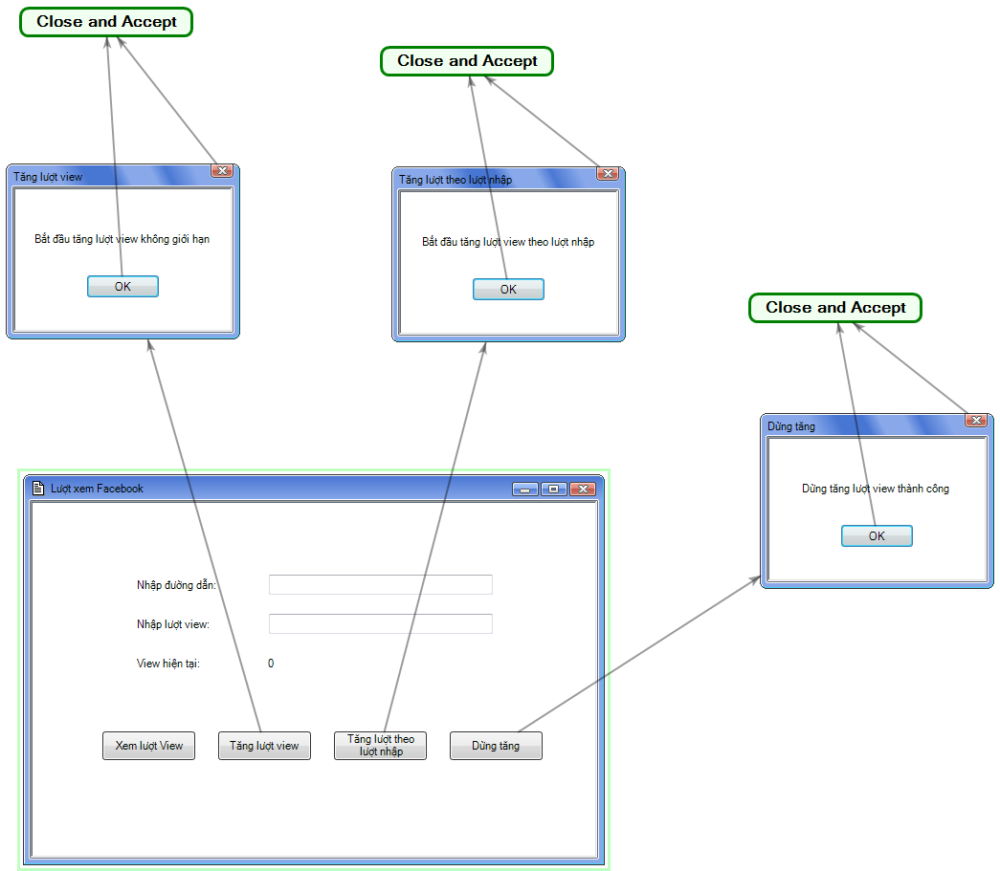 Close and Accept
Close and Accept
Tăng lượt view
Bắt đầu tăng lượt view không giới hạn
OK
Tăng lượt theo lượt nhập
Bắt đầu tăng lượt view theo lượt nhập
OK
Close and Accept
Dừng tăng
Dừng tăng lượt view thành công
OK
Lượt xem Facebook
Nhập đường dẫn:
Nhập lượt view:
View hiện tại: 0
Xem lượt View
Tăng lượt view
Tăng lượt theo
lượt nhập
Dừng tăng